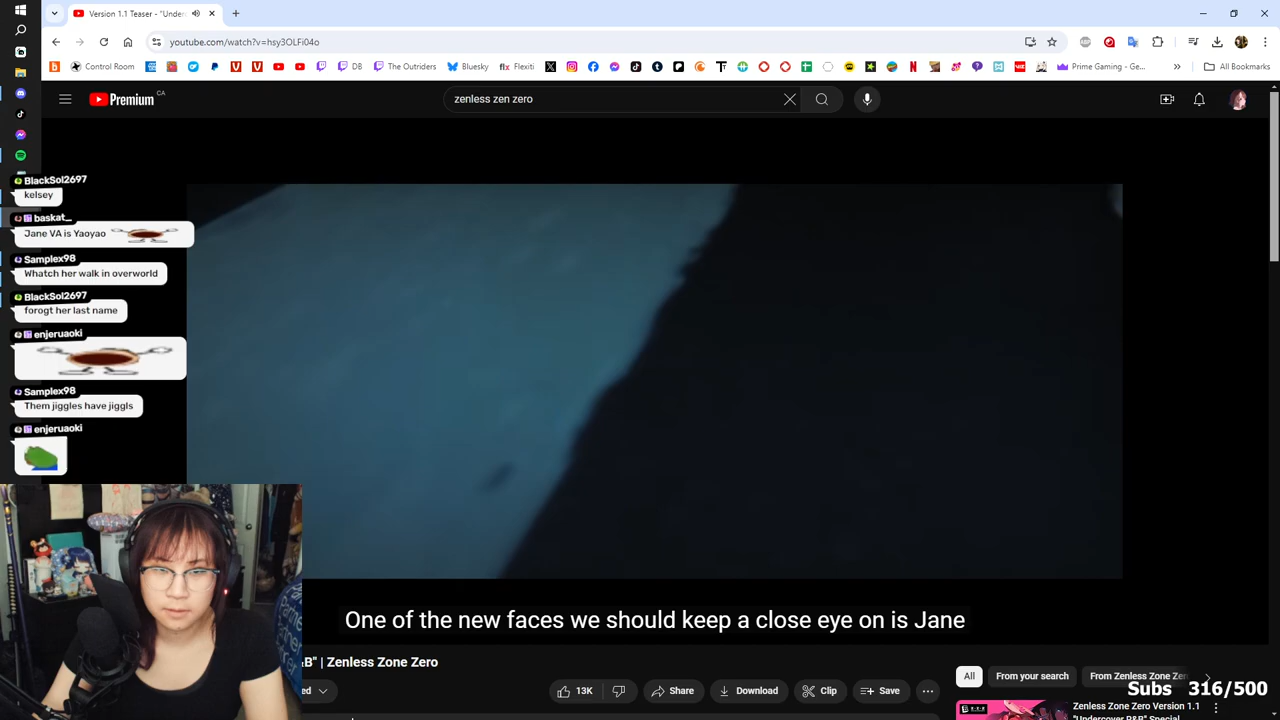 Version 1.1 Teaser - "Under
youtube.com/watch?v=hsy3OLFi04o
Control Room
DB
The Outriders
Bluesky
Flexiti
Prime Gaming - Ge...
All Bookmarks
Premium
CA
zenless zen zero
BlackSol2697
kelsey
baskat_
Jane VA is Yaoyao
Samplex98
Whatch her walk in overworld
BlackSol2697
forogt her last name
enjeruaoki
Samplex98
Them jiggles have jiggls
enjeruaoki
One of the new faces we should keep a close eye on is Jane
&B" | Zenless Zone Zero
ed
13K
Share
Download
Clip
Save
All
From your search
From Zenless Zone Zer
Subs 316/500
Zenless Zone Zero Version 1.1
"Undercover R&B" Special